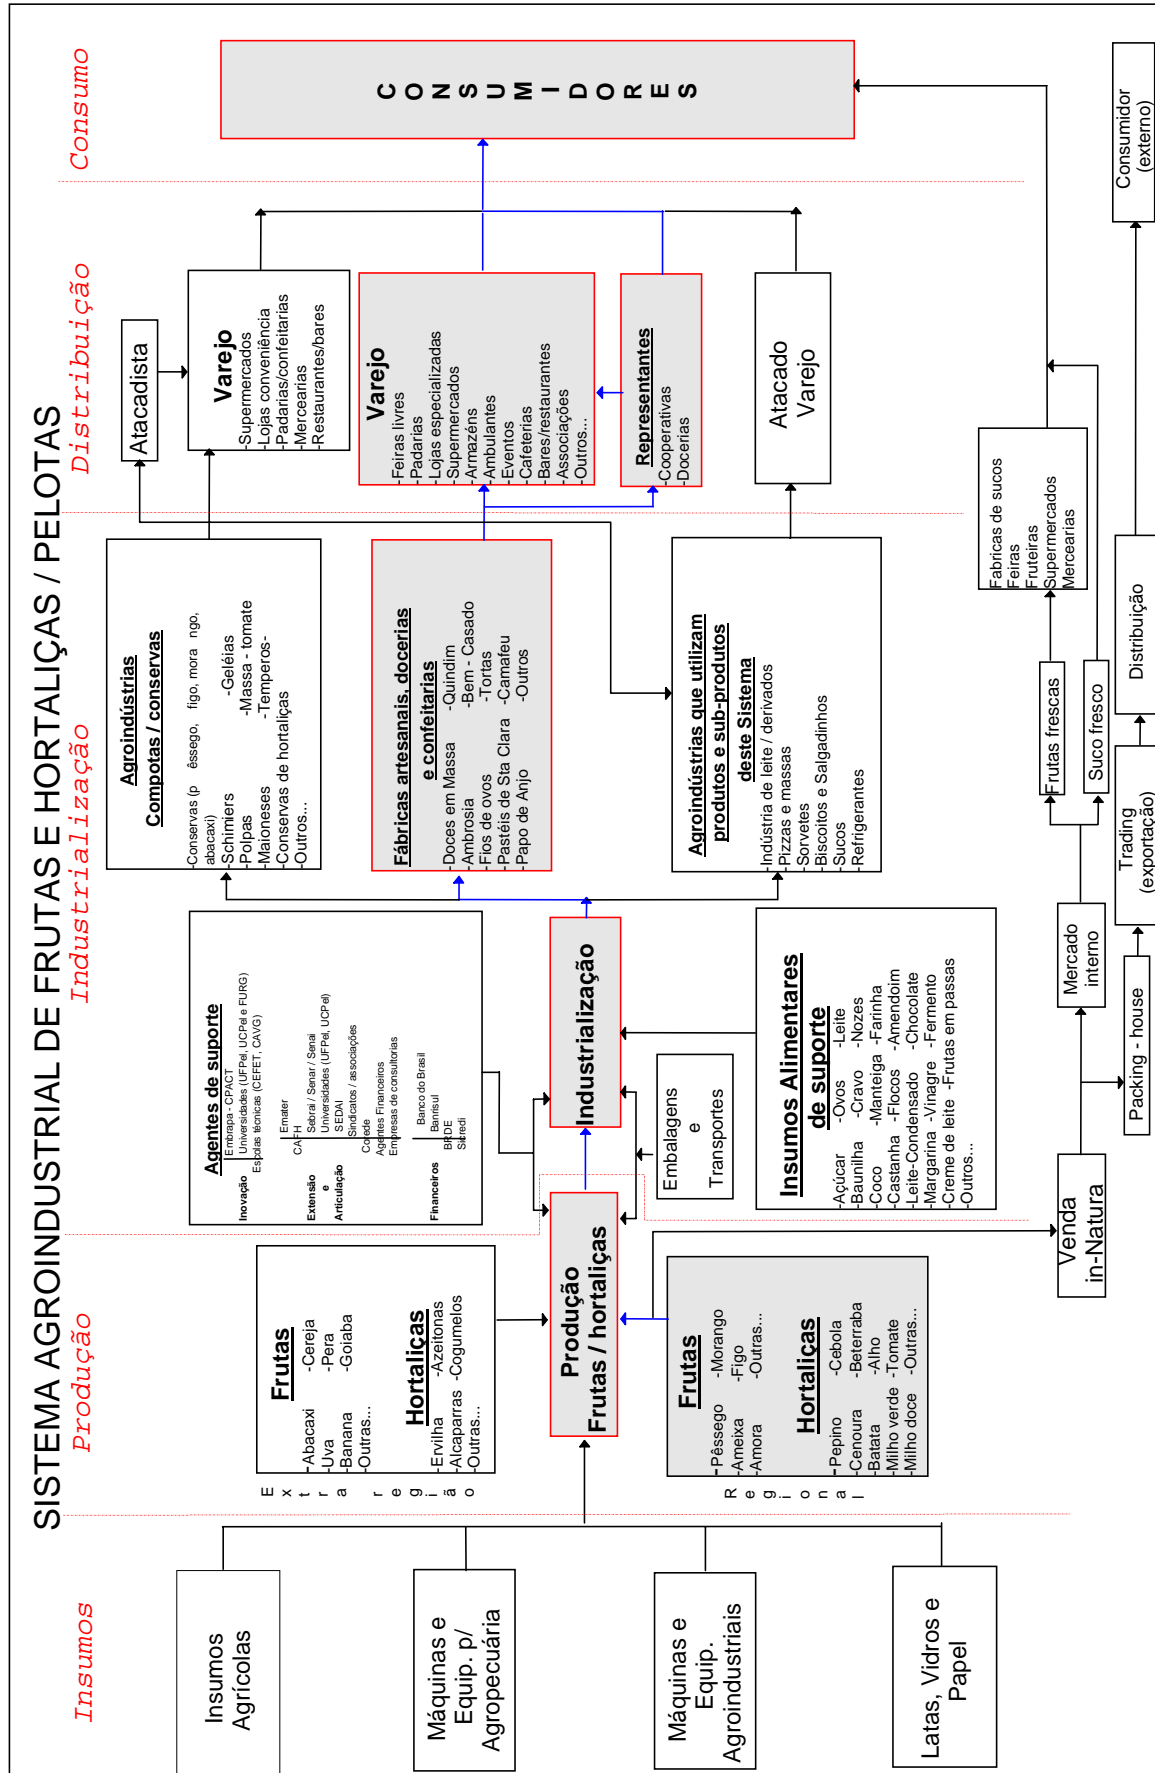 SISTEMA AGROINDUSTRIAL DE FRUTAS E HORTALIÇAS / PELOTAS
Insumos
Produção
Industrialização
Distribuição
Consumo
Insumos
Agrícolas
Máquinas e
Equip. p/
Agropecuária
Máquinas e
Equip.
Agroindustriais
Latas, Vidros e
Papel
Extra região
Frutas
-Abacaxi -Cereja
-Uva -Pera
-Banana -Goiaba
-Outras...
Hortaliças
-Ervilha -Azeitonas
-Alcaparras -Cogumelos
-Outras...
Produção
Frutas / hortaliças
Regional
Frutas
-Pêssego -Morango
-Ameixa -Figo
-Amora -Outras...
Hortaliças
-Pepino -Cebola
-Cenoura -Beterraba
-Batata -Alho
-Milho verde -Tomate
-Milho doce -Outras...
Agentes de suporte
Inovação
Embrapa - CPACT
Universidades (UFPel, UCPel e FURG)
Escolas técnicas (CEFET, CAVG)
Extensão
e
Articulação
Emater
CAFH
Sebrai / Senar / Senai
Universidades (UFPel, UCPel)
SEDAI
Sindicatos / associações
Corede
Agentes Financeiros
Empresas de consultorias
Financeiros
Banco do Brasil
Banrisul
BRDE
Sicredi
Industrialização
Embalagens
e
Transportes
Insumos Alimentares
de suporte
-Açúcar -Ovos -Leite
-Baunilha -Cravo -Nozes
-Coco -Manteiga -Farinha
-Castanha -Flocos -Amendoim
-Leite-Condensado -Chocolate
-Margarina -Vinagre -Fermento
-Creme de leite -Frutas em passas
-Outros...
Venda
in-Natura
Mercado
interno
Packing - house
Agroindústrias
Compotas / conservas
-Conservas (p êssego, figo, mora ngo,
abacaxi)
-Schimiers -Geléias
-Polpas -Massa - tomate
-Maioneses -Temperos-
-Conservas de hortaliças
-Outros...
Fábricas artesanais, docerias
e confeitarias
-Doces em Massa -Quindim
-Ambrosia -Bem - Casado
-Fios de ovos -Tortas
-Pastéis de Sta Clara -Camafeu
-Papo de Anjo -Outros
Agroindústrias que utilizam
produtos e sub-produtos
deste Sistema
-Indústria de leite / derivados
-Pizzas e massas
-Sorvetes
-Biscoitos e Salgadinhos
-Sucos
-Refrigerantes
Frutas frescas
Suco fresco
Trading
(exportação)
Distribuição
Atacadista
Varejo
-Supermercados
-Lojas conveniência
-Padarias/confeitarias
-Mercearias
-Restaurantes/bares
Varejo
-Feiras livres
-Padarias
-Lojas especializadas
-Supermercados
-Armazéns
-Ambulantes
-Eventos
-Cafeterias
-Bares/restaurantes
-Associações
-Outros...
Representantes
-Cooperativas
-Docerias
Atacado
Varejo
Fabricas de sucos
Feiras
Fruteiras
Supermercados
Mercearias
CONSUMIDORES
Consumidor
(externo)